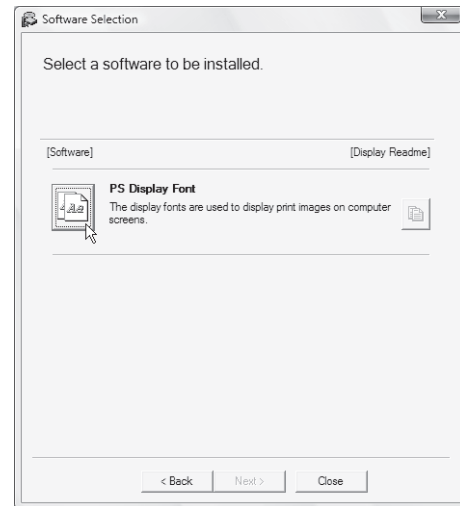 Software Selection
Select a software to be installed.
[Software] [Display Readme]
PS Display Font
The display fonts are used to display print images on computer
screens.
< Back Next > Close